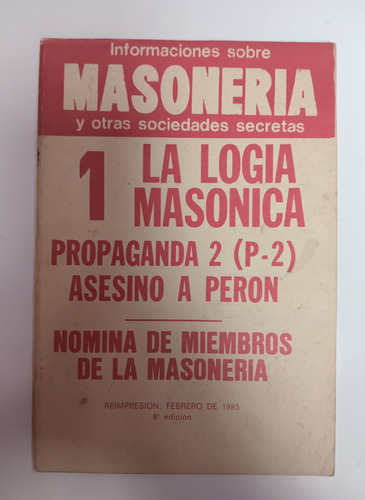 Informaciones sobre
MASONERIA
y otras sociedades secretas
1 LA LOGIA
MASONICA
PROPAGANDA 2 (P-2)
ASESINO A PERON
NOMINA DE MIEMBROS
DE LA MASONERIA
REIMPRESION: FEBRERO DE 1985
8ª edición